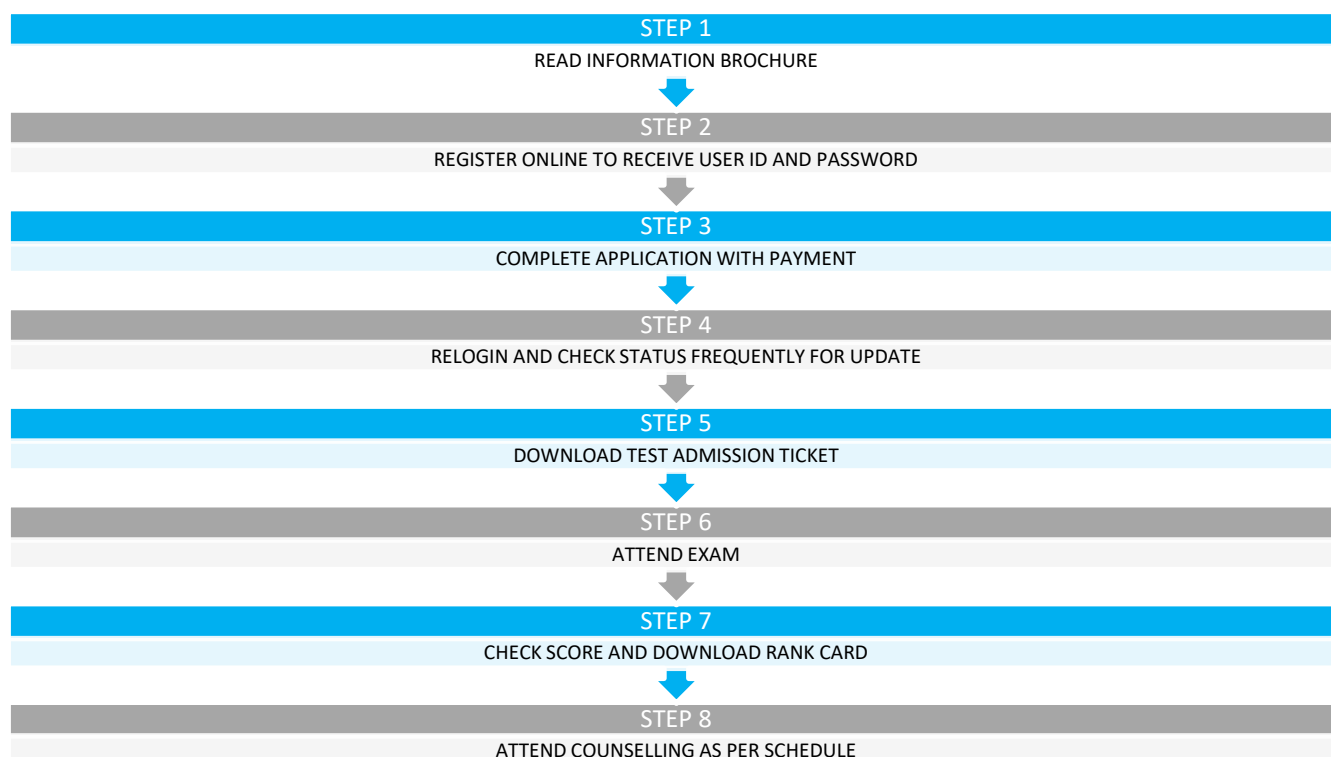 STEP 1
READ INFORMATION BROCHURE
STEP 2
REGISTER ONLINE TO RECEIVE USER ID AND PASSWORD
STEP 3
COMPLETE APPLICATION WITH PAYMENT
STEP 4
RELOGIN AND CHECK STATUS FREQUENTLY FOR UPDATE
STEP 5
DOWNLOAD TEST ADMISSION TICKET
STEP 6
ATTEND EXAM
STEP 7
CHECK SCORE AND DOWNLOAD RANK CARD
STEP 8
ATTEND COUNSELLING AS PER SCHEDULE